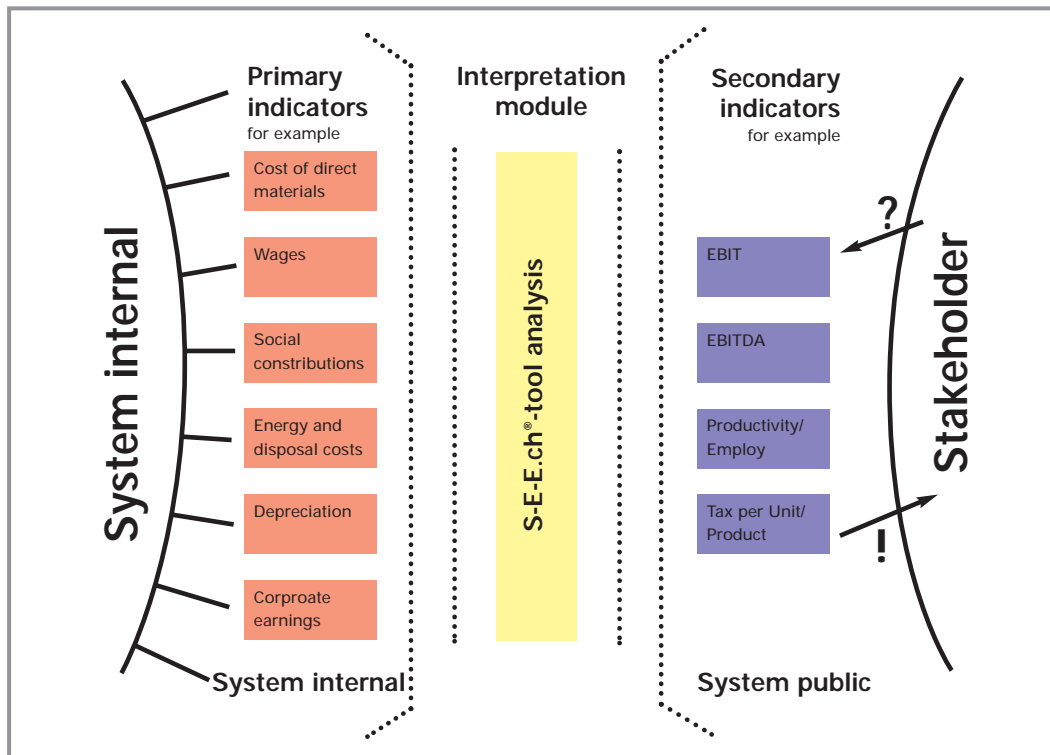 System internal
Primary
indicators
for example
Cost of direct
materials
Wages
Social
constributions
Energy and
disposal costs
Depreciation
Corproate
earnings
System internal
Interpretation
module
S-E-E.ch®-tool analysis
Secondary
indicators
for example
EBIT
EBITDA
Productivity/
Employ
Tax per Unit/
Product
System public
?
!
Stakeholder